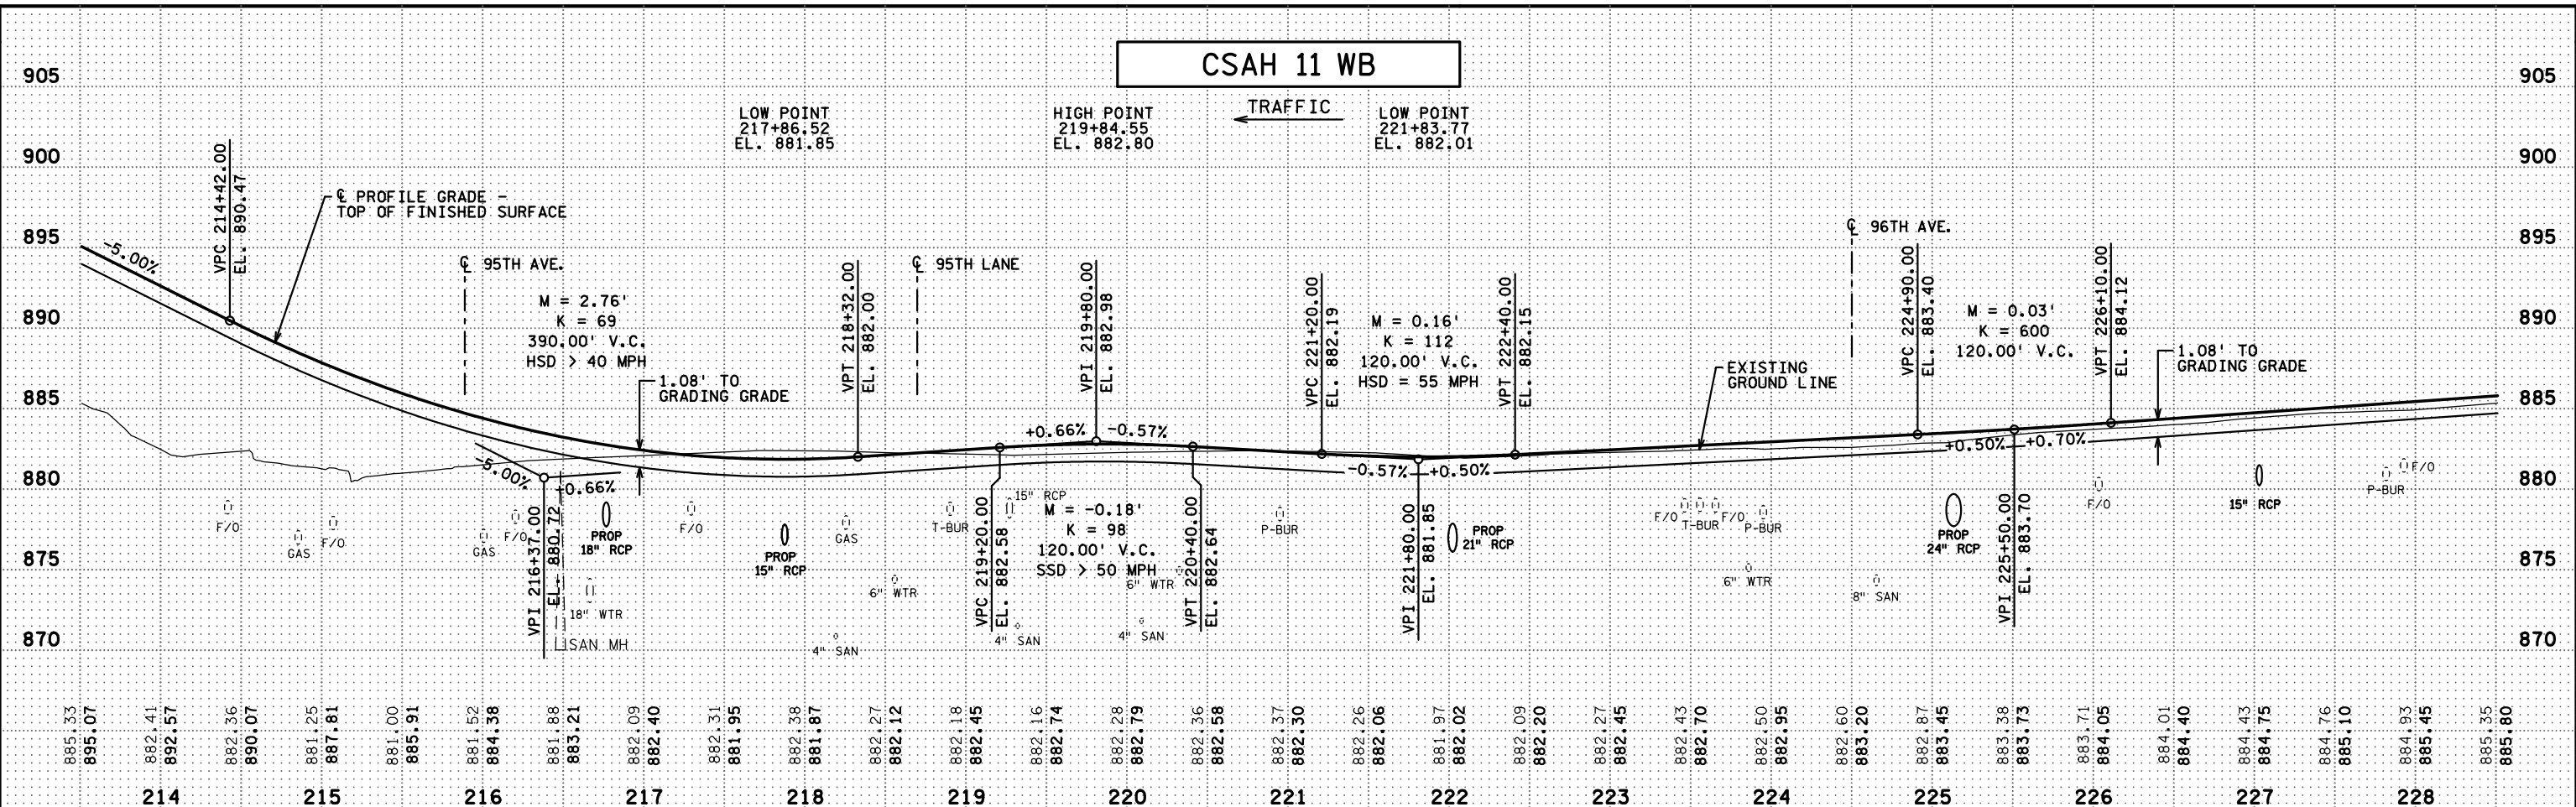 CSAH 11 WB
TRAFFIC
905
900
895
890
885
880
875
870
905
900
895
890
885
880
875
870
LOW POINT
217+86.52
EL. 881.85
HIGH POINT
219+84.55
EL. 882.80
LOW POINT
221+83.77
EL. 882.01
-5.00%
VPC 214+42.00
EL. 890.47
℄ PROFILE GRADE -
TOP OF FINISHED SURFACE
℄ 95TH AVE.
M = 2.76'
K = 69
390.00' V.C.
HSD > 40 MPH
1.08' TO
GRADING GRADE
VPT 218+32.00
EL. 882.00
℄ 95TH LANE
+0.66%
-0.57%
VPI 219+80.00
EL. 882.98
VPC 221+20.00
EL. 882.19
M = 0.16'
K = 112
120.00' V.C.
HSD = 55 MPH
VPT 222+40.00
EL. 882.15
EXISTING
GROUND LINE
℄ 96TH AVE.
VPC 224+90.00
EL. 883.40
M = 0.03'
K = 600
120.00' V.C.
VPT 226+10.00
EL. 884.12
1.08' TO
GRADING GRADE
-5.00%
+0.66%
VPI 216+37.00
EL. 880.72
-0.57%
+0.50%
VPI 221+80.00
EL. 881.85
+0.50%
+0.70%
VPI 225+50.00
EL. 883.70
VPC 219+20.00
EL. 882.58
M = -0.18'
K = 98
120.00' V.C.
SSD > 50 MPH
VPT 220+40.00
EL. 882.64
F/O
GAS
F/O
GAS
F/O
PROP
18" RCP
18" WTR
SAN MH
F/O
PROP
15" RCP
GAS
4" SAN
6" WTR
T-BUR
15" RCP
4" SAN
6" WTR
4" SAN
P-BUR
PROP
21" RCP
F/O
T-BUR
F/O
P-BUR
6" WTR
8" SAN
PROP
24" RCP
F/O
15" RCP
P-BUR
F/O
885.33
895.07
882.41
892.57
882.36
890.07
881.25
887.81
881.00
885.91
881.52
884.38
881.88
883.21
882.09
882.40
882.31
881.95
882.38
881.87
882.27
882.12
882.18
882.45
882.16
882.74
882.28
882.79
882.36
882.58
882.37
882.30
882.26
882.06
881.97
882.02
882.09
882.20
882.27
882.45
882.43
882.70
882.50
882.95
882.60
883.20
882.87
883.45
883.38
883.73
883.71
884.05
884.01
884.40
884.43
884.75
884.76
885.10
884.93
885.45
885.35
885.80
214 215 216 217 218 219 220 221 222 223 224 225 226 227 228